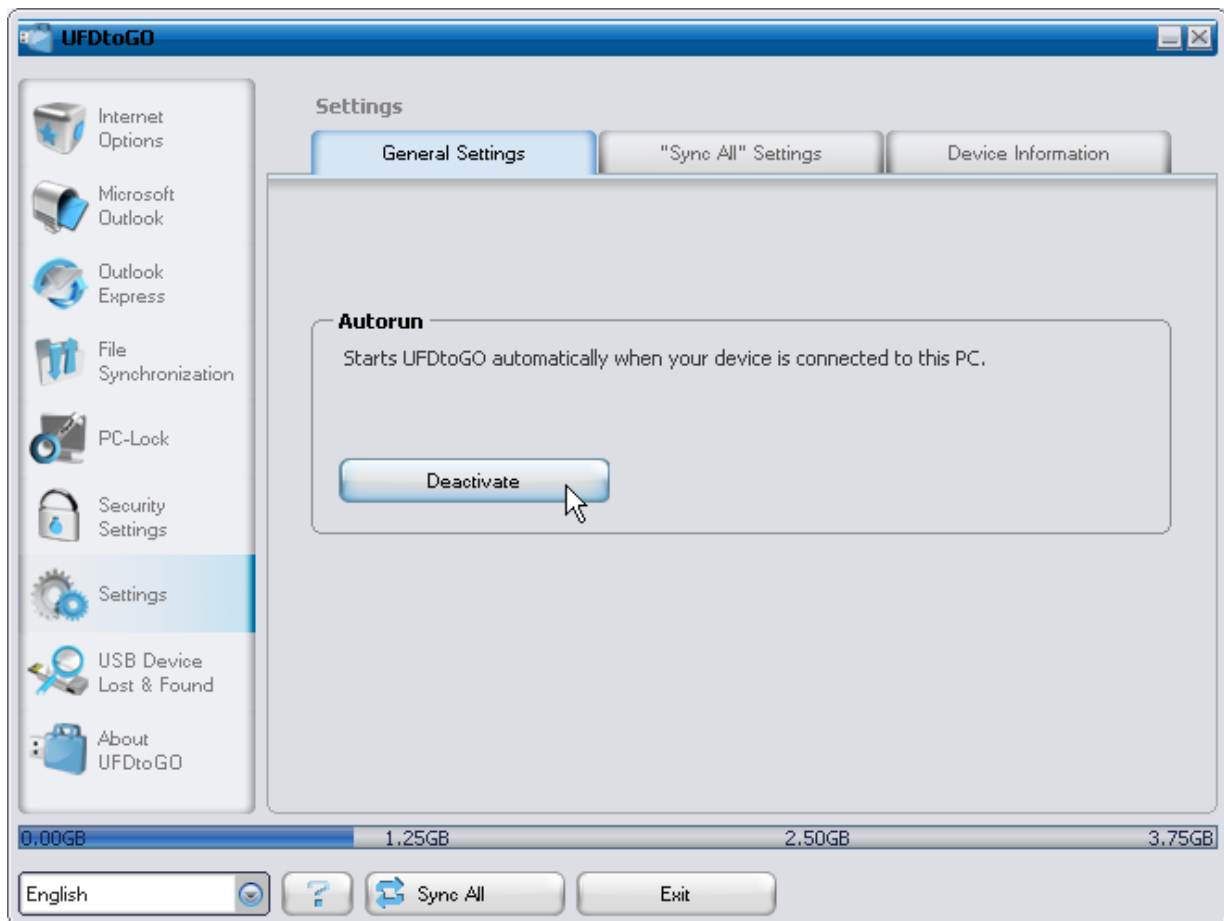 UFDtoGO
Internet
Options
Microsoft
Outlook
Outlook
Express
File
Synchronization
PC-Lock
Security
Settings
Settings
USB Device
Lost & Found
About
UFDtoGO
Settings
General Settings
"Sync All" Settings
Device Information
Autorun
Starts UFDtoGO automatically when your device is connected to this PC.
Deactivate
0.00GB 1.25GB 2.50GB 3.75GB
English
?
Sync All
Exit